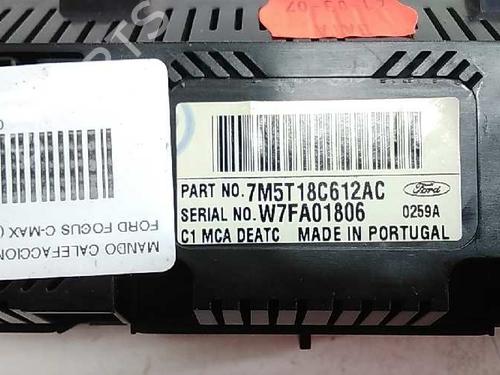 PARTS
PART NO. 7M5T18C612AC
Ford
SERIAL NO. W7FA01806
0259A
C1 MCA DEATC MADE IN PORTUGAL
MANDO CALEFACCION
FORD FOCUS C-MAX (